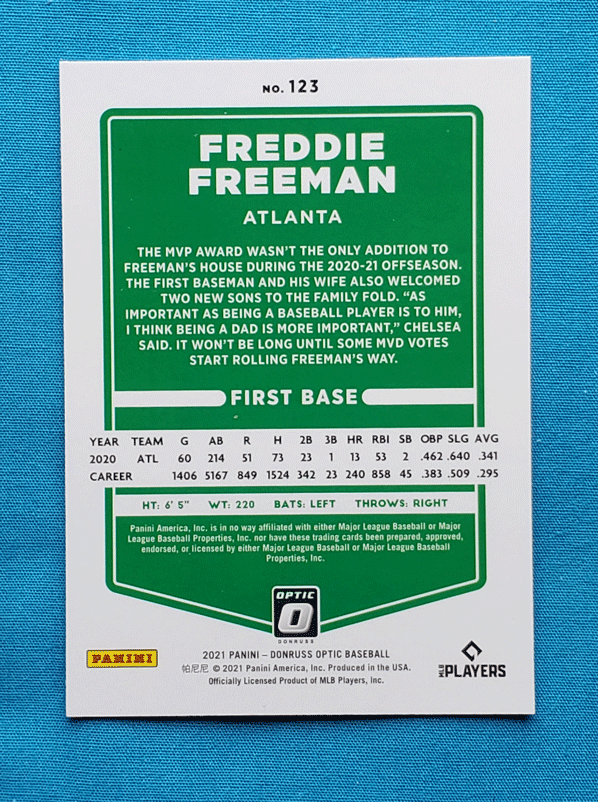 NO. 123
FREDDIE
FREEMAN
ATLANTA
THE MVP AWARD WASN'T THE ONLY ADDITION TO
FREEMAN'S HOUSE DURING THE 2020-21 OFFSEASON.
THE FIRST BASEMAN AND HIS WIFE ALSO WELCOMED
TWO NEW SONS TO THE FAMILY FOLD. "AS
IMPORTANT AS BEING A BASEBALL PLAYER IS TO HIM,
I THINK BEING A DAD IS MORE IMPORTANT," CHELSEA
SAID. IT WON'T BE LONG UNTIL SOME MVD VOTES
START ROLLING FREEMAN'S WAY.
FIRST BASE
YEAR TEAM G AB R H 2B 3B HR RBI SB OBP SLG AVG
2020 ATL 60 214 51 73 23 1 13 53 2 .462 .640 .341
CAREER 1406 5167 849 1524 342 23 240 858 45 .383 .509 .295
HT: 6' 5" WT: 220 BATS: LEFT THROWS: RIGHT
Panini America, Inc. is in no way affiliated with either Major League Baseball or Major
League Baseball Properties, Inc. nor have these trading cards been prepared, approved,
endorsed, or licensed by either Major League Baseball or Major League Baseball
Properties, Inc.
OPTIC
O
DONRUSS
PANINI
2021 PANINI – DONRUSS OPTIC BASEBALL
帕尼尼 © 2021 Panini America, Inc. Produced in the USA.
Officially Licensed Product of MLB Players, Inc.
MLB PLAYERS